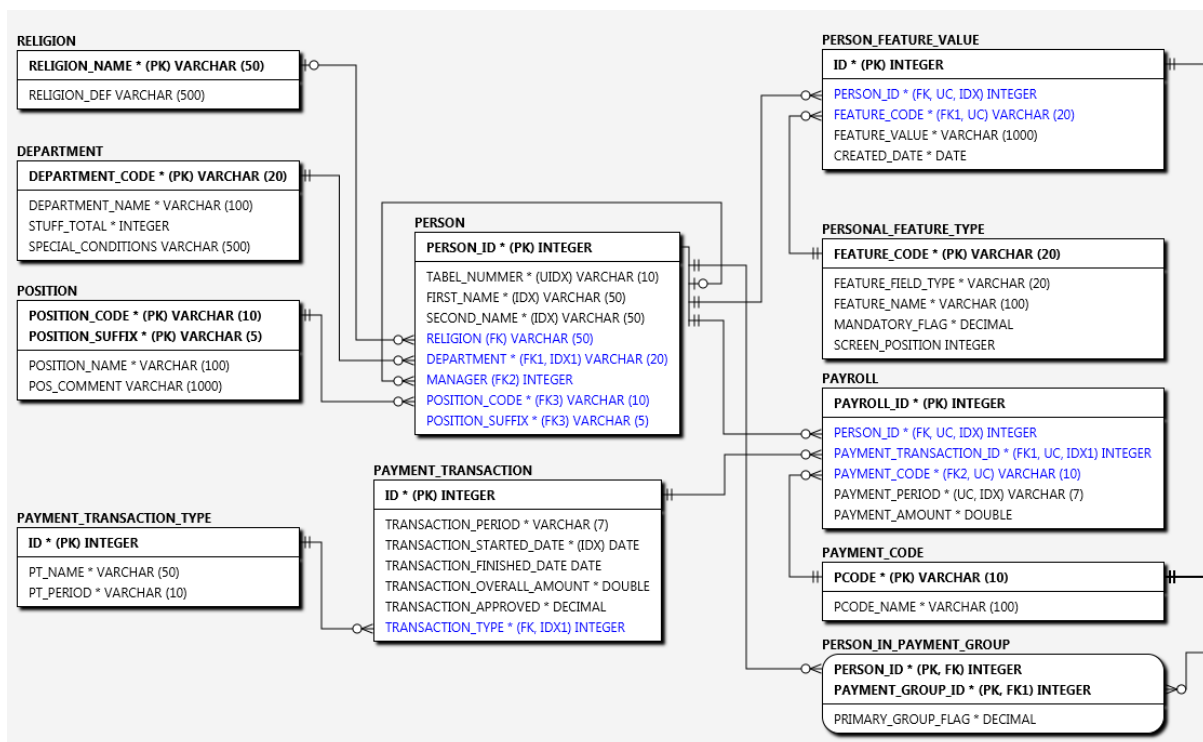 RELIGION
RELIGION_NAME * (PK) VARCHAR (50)
RELIGION_DEF VARCHAR (500)
DEPARTMENT
DEPARTMENT_CODE * (PK) VARCHAR (20)
DEPARTMENT_NAME * VARCHAR (100)
STUFF_TOTAL * INTEGER
SPECIAL_CONDITIONS VARCHAR (500)
POSITION
POSITION_CODE * (PK) VARCHAR (10)
POSITION_SUFFIX * (PK) VARCHAR (5)
POSITION_NAME * VARCHAR (100)
POS_COMMENT VARCHAR (1000)
PAYMENT_TRANSACTION_TYPE
ID * (PK) INTEGER
PT_NAME * VARCHAR (50)
PT_PERIOD * VARCHAR (10)
PERSON
PERSON_ID * (PK) INTEGER
TABEL_NUMMER * (UIDX) VARCHAR (10)
FIRST_NAME * (IDX) VARCHAR (50)
SECOND_NAME * (IDX) VARCHAR (50)
RELIGION (FK) VARCHAR (50)
DEPARTMENT * (FK1, IDX1) VARCHAR (20)
MANAGER (FK2) INTEGER
POSITION_CODE * (FK3) VARCHAR (10)
POSITION_SUFFIX * (FK3) VARCHAR (5)
PAYMENT_TRANSACTION
ID * (PK) INTEGER
TRANSACTION_PERIOD * VARCHAR (7)
TRANSACTION_STARTED_DATE * (IDX) DATE
TRANSACTION_FINISHED_DATE DATE
TRANSACTION_OVERALL_AMOUNT * DOUBLE
TRANSACTION_APPROVED * DECIMAL
TRANSACTION_TYPE * (FK, IDX1) INTEGER
PERSON_FEATURE_VALUE
ID * (PK) INTEGER
PERSON_ID * (FK, UC, IDX) INTEGER
FEATURE_CODE * (FK1, UC) VARCHAR (20)
FEATURE_VALUE * VARCHAR (1000)
CREATED_DATE * DATE
PERSONAL_FEATURE_TYPE
FEATURE_CODE * (PK) VARCHAR (20)
FEATURE_FIELD_TYPE * VARCHAR (20)
FEATURE_NAME * VARCHAR (100)
MANDATORY_FLAG * DECIMAL
SCREEN_POSITION INTEGER
PAYROLL
PAYROLL_ID * (PK) INTEGER
PERSON_ID * (FK, UC, IDX) INTEGER
PAYMENT_TRANSACTION_ID * (FK1, UC, IDX1) INTEGER
PAYMENT_CODE * (FK2, UC) VARCHAR (10)
PAYMENT_PERIOD * (UC, IDX) VARCHAR (7)
PAYMENT_AMOUNT * DOUBLE
PAYMENT_CODE
PCODE * (PK) VARCHAR (10)
PCODE_NAME * VARCHAR (100)
PERSON_IN_PAYMENT_GROUP
PERSON_ID * (PK, FK) INTEGER
PAYMENT_GROUP_ID * (PK, FK1) INTEGER
PRIMARY_GROUP_FLAG * DECIMAL